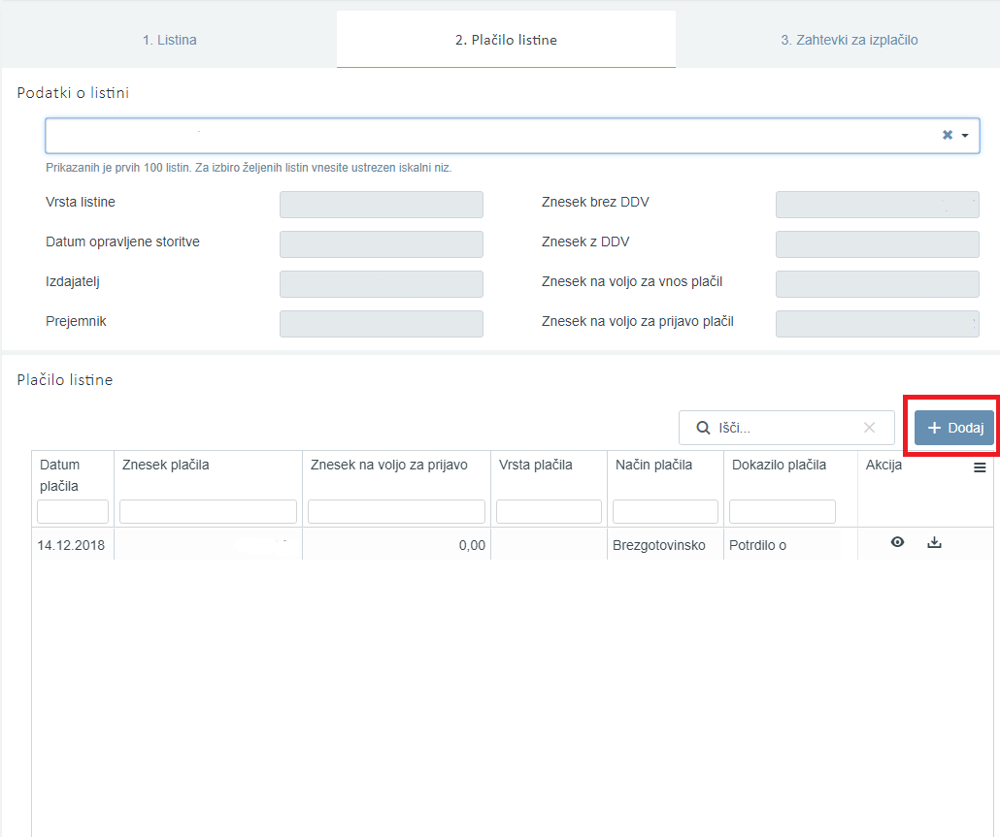 1. Listina
2. Plačilo listine
3. Zahtevki za izplačilo
Podatki o listini
Prikazanih je prvih 100 listin. Za izbiro željenih listin vnesite ustrezen iskalni niz.
Vrsta listine
Znesek brez DDV
Datum opravljene storitve
Znesek z DDV
Izdajatelj
Znesek na voljo za vnos plačil
Prejemnik
Znesek na voljo za prijavo plačil
Plačilo listine
Išči...
Dodaj
Datum
plačila
Znesek plačila
Znesek na voljo za prijavo
Vrsta plačila
Način plačila
Dokazilo plačila
Akcija
14.12.2018
0,00
Brezgotovinsko
Potrdilo o